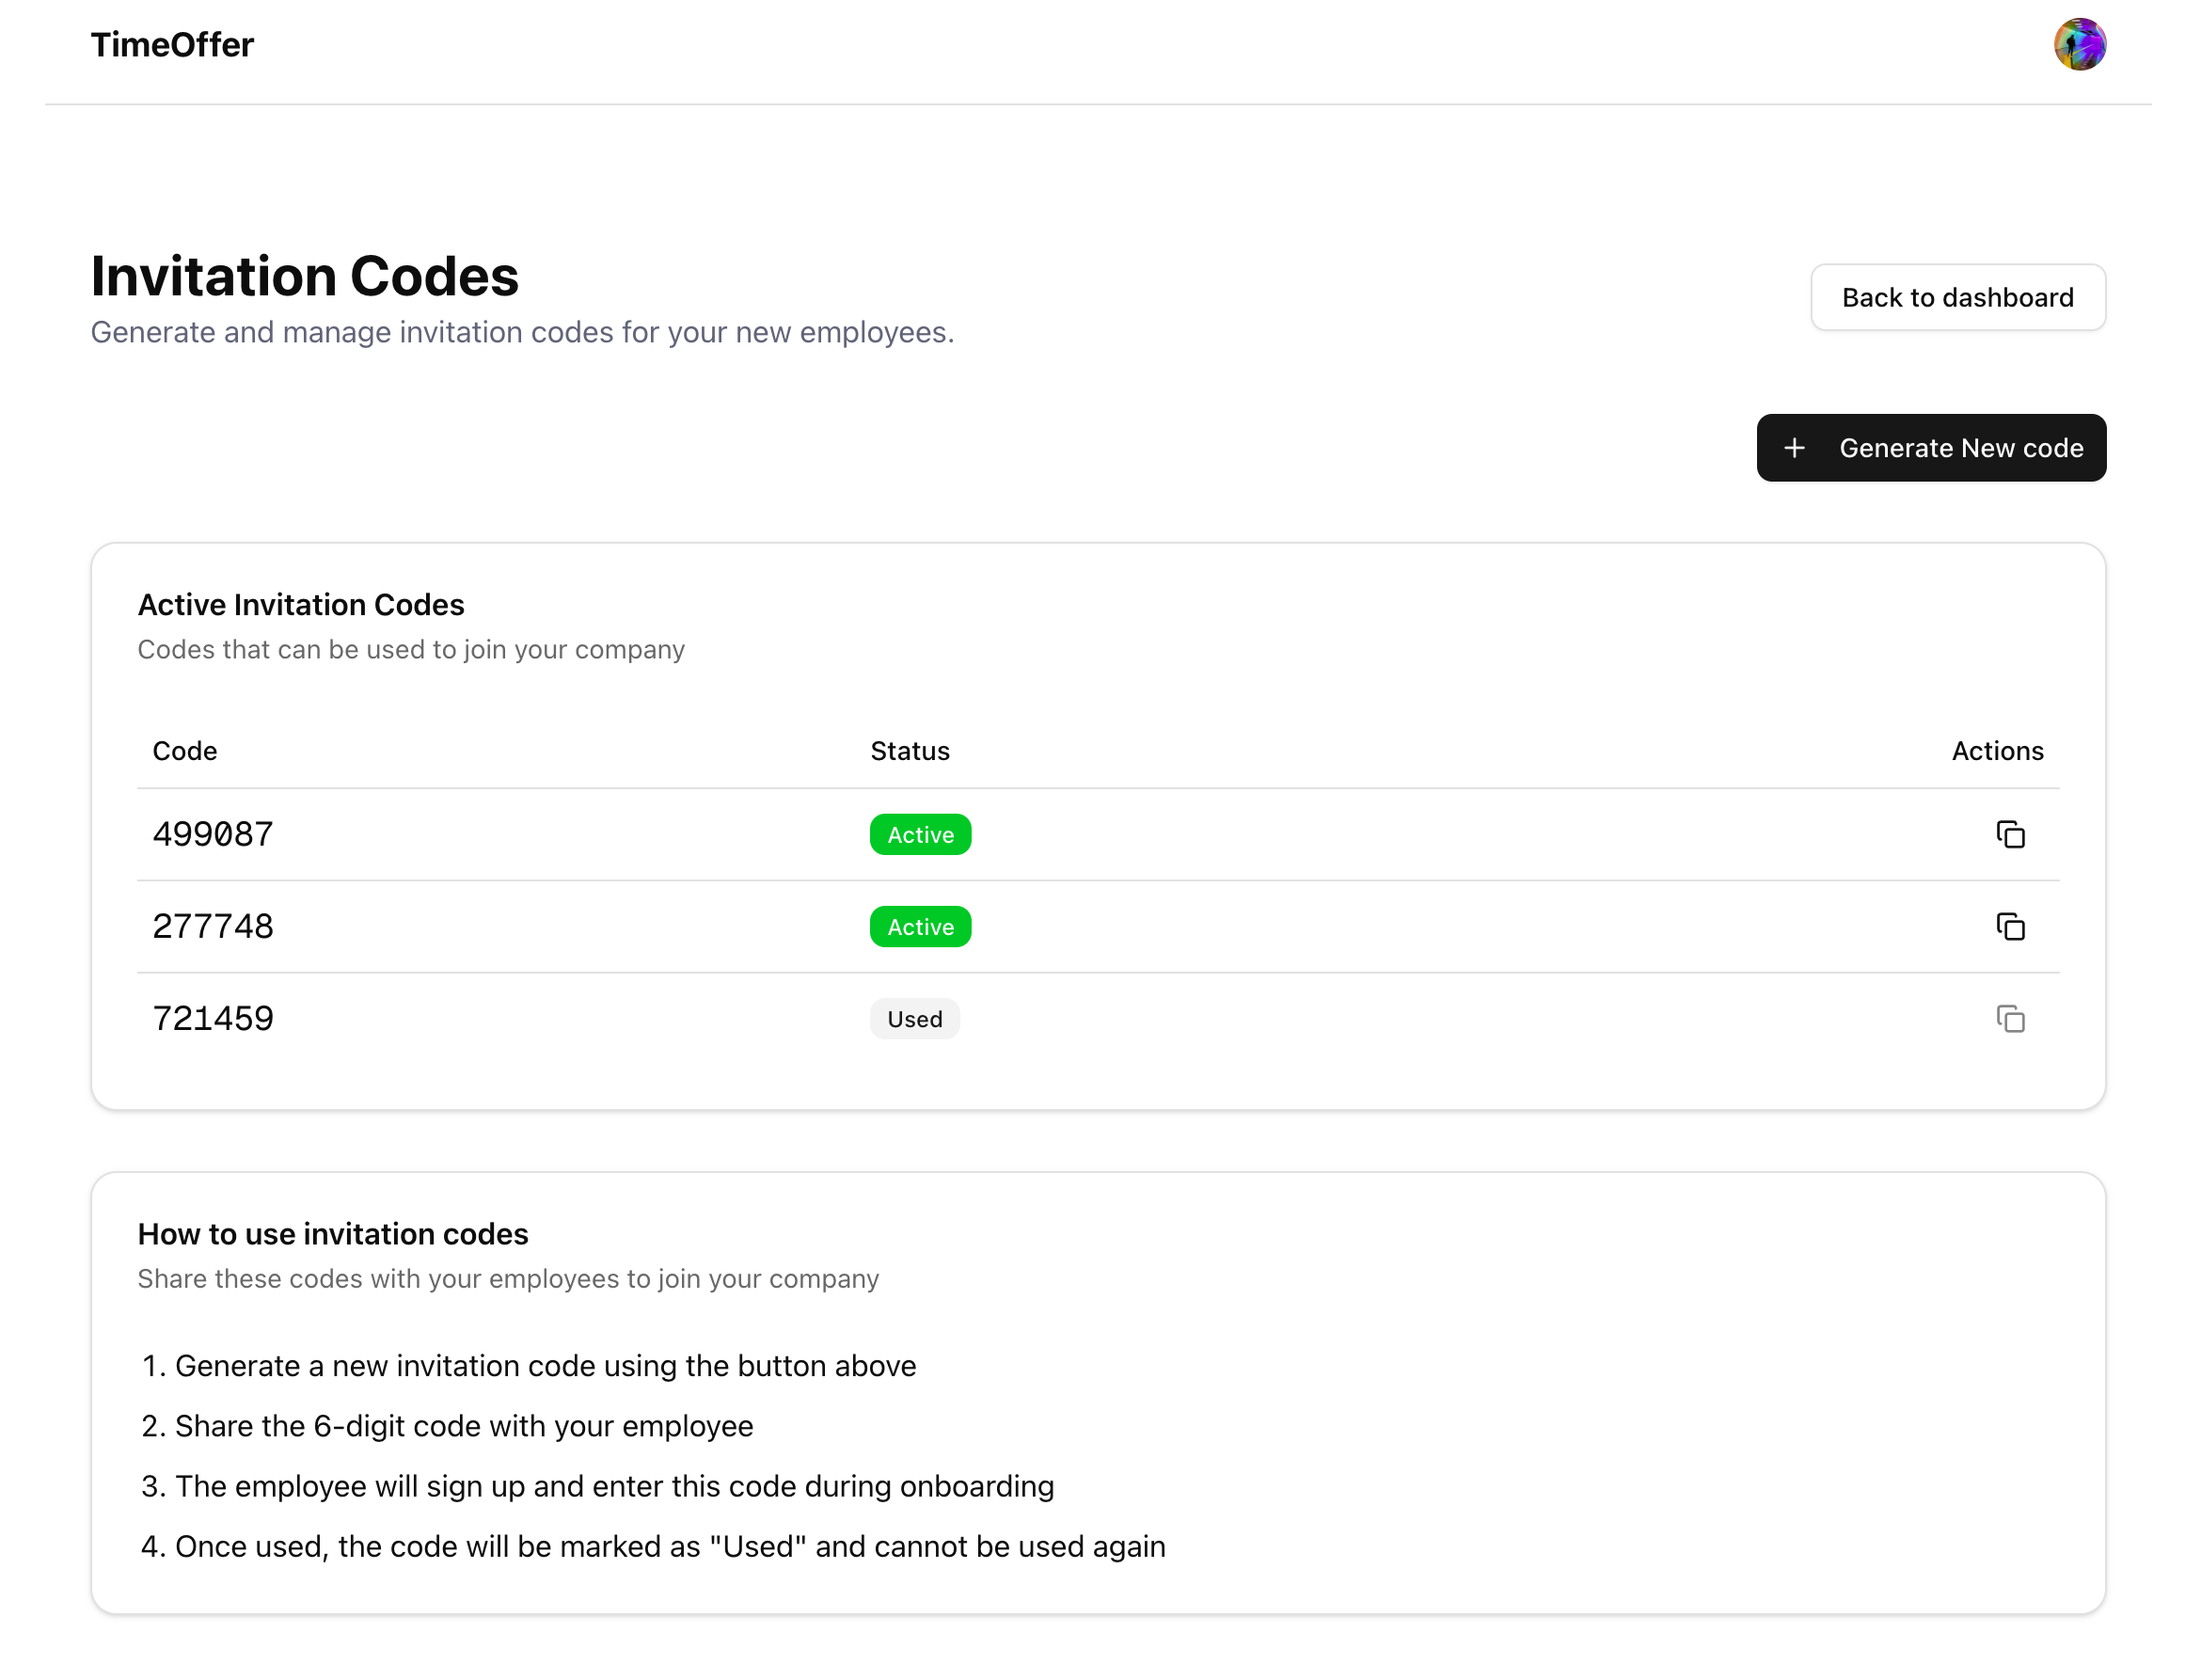 TimeOffer
Invitation Codes
Generate and manage invitation codes for your new employees.
Back to dashboard
Generate New code
Active Invitation Codes
Codes that can be used to join your company
Code Status Actions
499087 Active
277748 Active
721459 Used
How to use invitation codes
Share these codes with your employees to join your company
1. Generate a new invitation code using the button above
2. Share the 6-digit code with your employee
3. The employee will sign up and enter this code during onboarding
4. Once used, the code will be marked as "Used" and cannot be used again